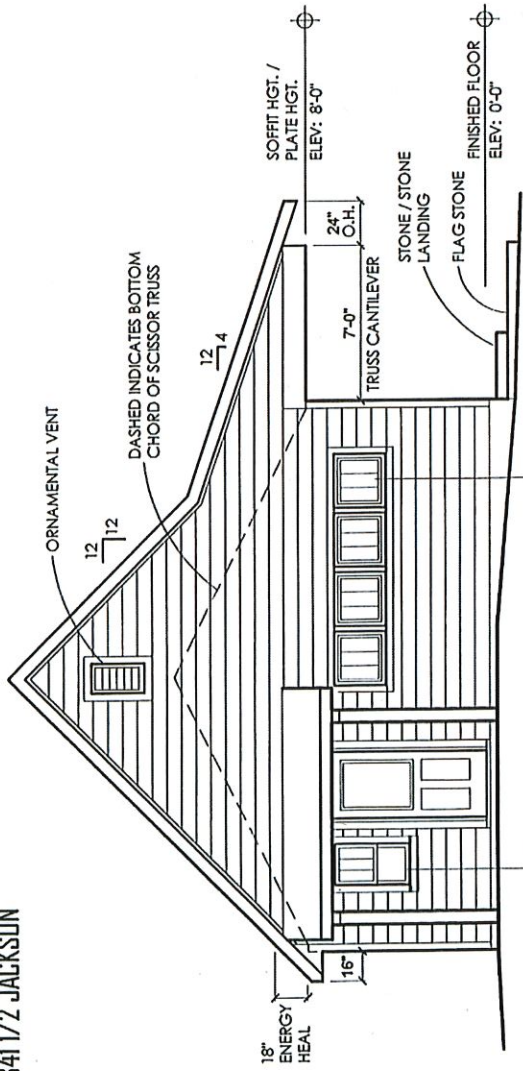 641 1/2 JACKSON
ORNAMENTAL VENT
12
12
DASHED INDICATES BOTTOM
CHORD OF SCISSOR TRUSS
12
4
SOFFIT HGT. /
PLATE HGT.
ELEV: 8'-0"
24"
O.H.
7'-0"
TRUSS CANTILEVER
STONE / STONE
LANDING
FLAG STONE
FINISHED FLOOR
ELEV: 0'-0"
18"
ENERGY
HEAL
16"